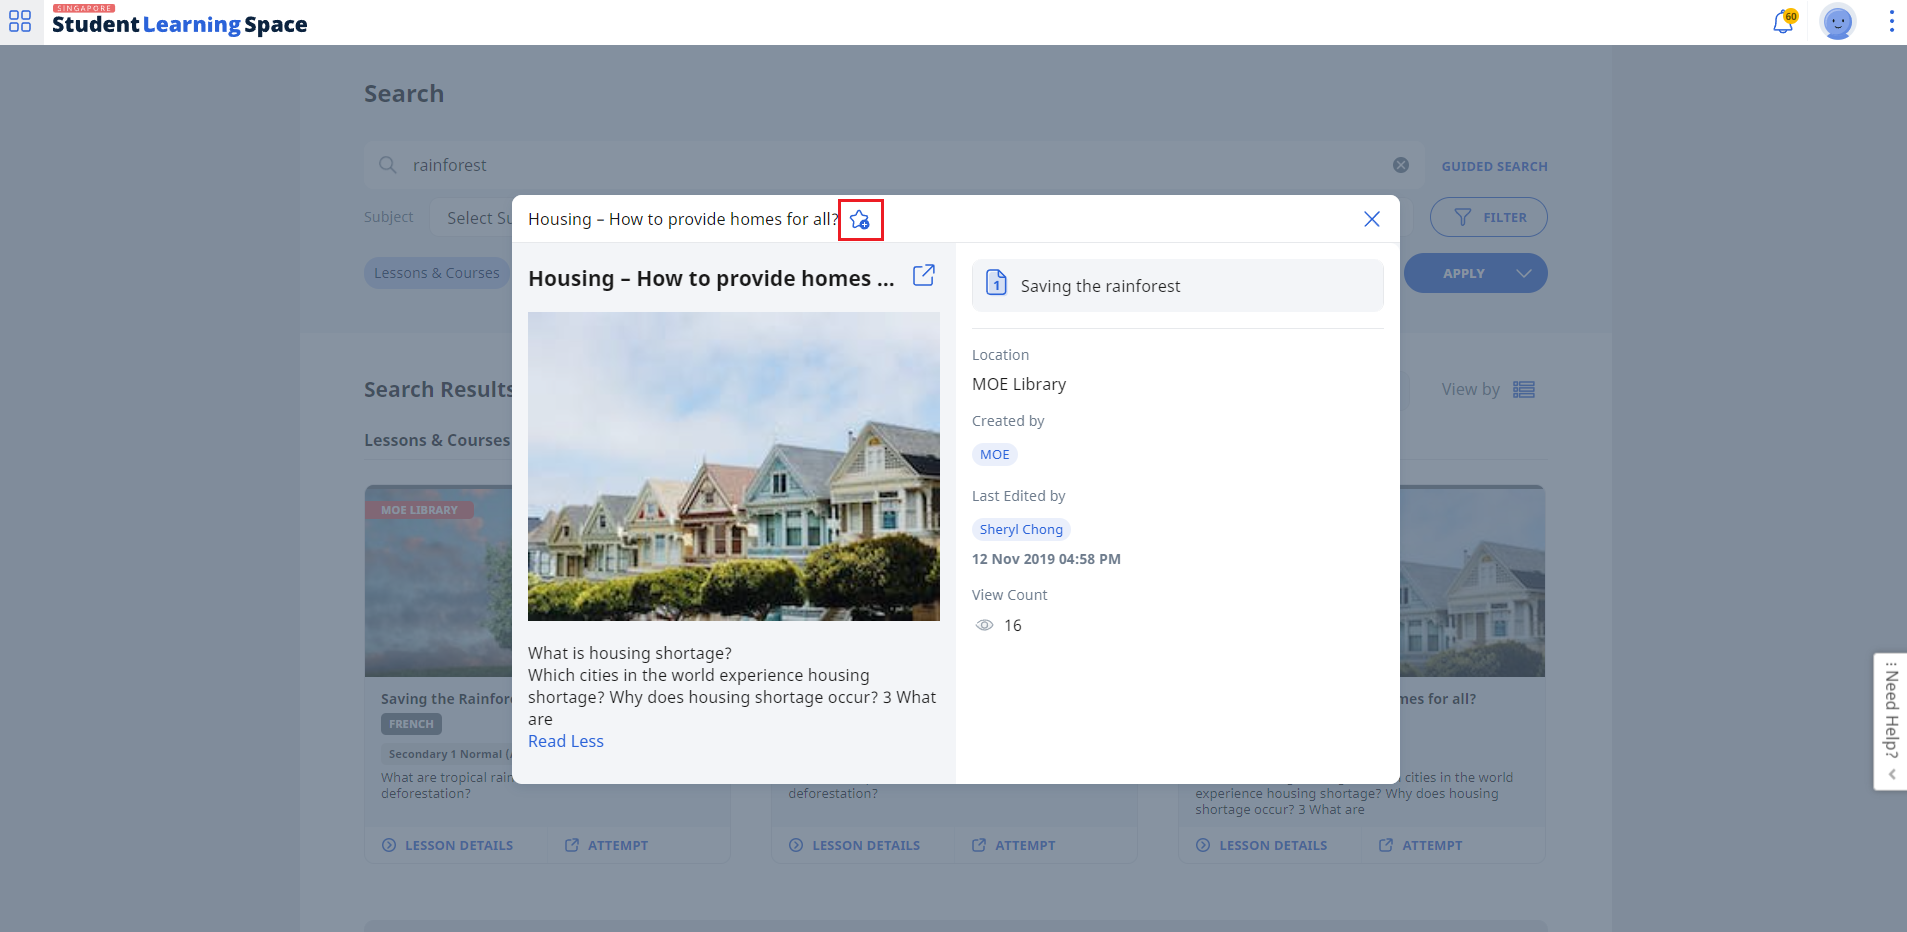 SINGAPORE
Student Learning Space
60
Search
rainforest
GUIDED SEARCH
Subject
Select Su
FILTER
Lessons & Courses
APPLY
Housing – How to provide homes for all?
Housing – How to provide homes ...
What is housing shortage?
Which cities in the world experience housing
shortage? Why does housing shortage occur? 3 What
are
Read Less
1
Saving the rainforest
Location
MOE Library
Created by
MOE
Last Edited by
Sheryl Chong
12 Nov 2019 04:58 PM
View Count
16
Search Results
View by
Lessons & Courses
MOE LIBRARY
Saving the Rainfor
FRENCH
Secondary 1 Normal (
What are tropical rain
deforestation?
LESSON DETAILS
ATTEMPT
deforestation?
LESSON DETAILS
ATTEMPT
mes for all?
cities in the world
experience housing shortage? Why does housing
shortage occur? 3 What are
LESSON DETAILS
ATTEMPT
Need Help?